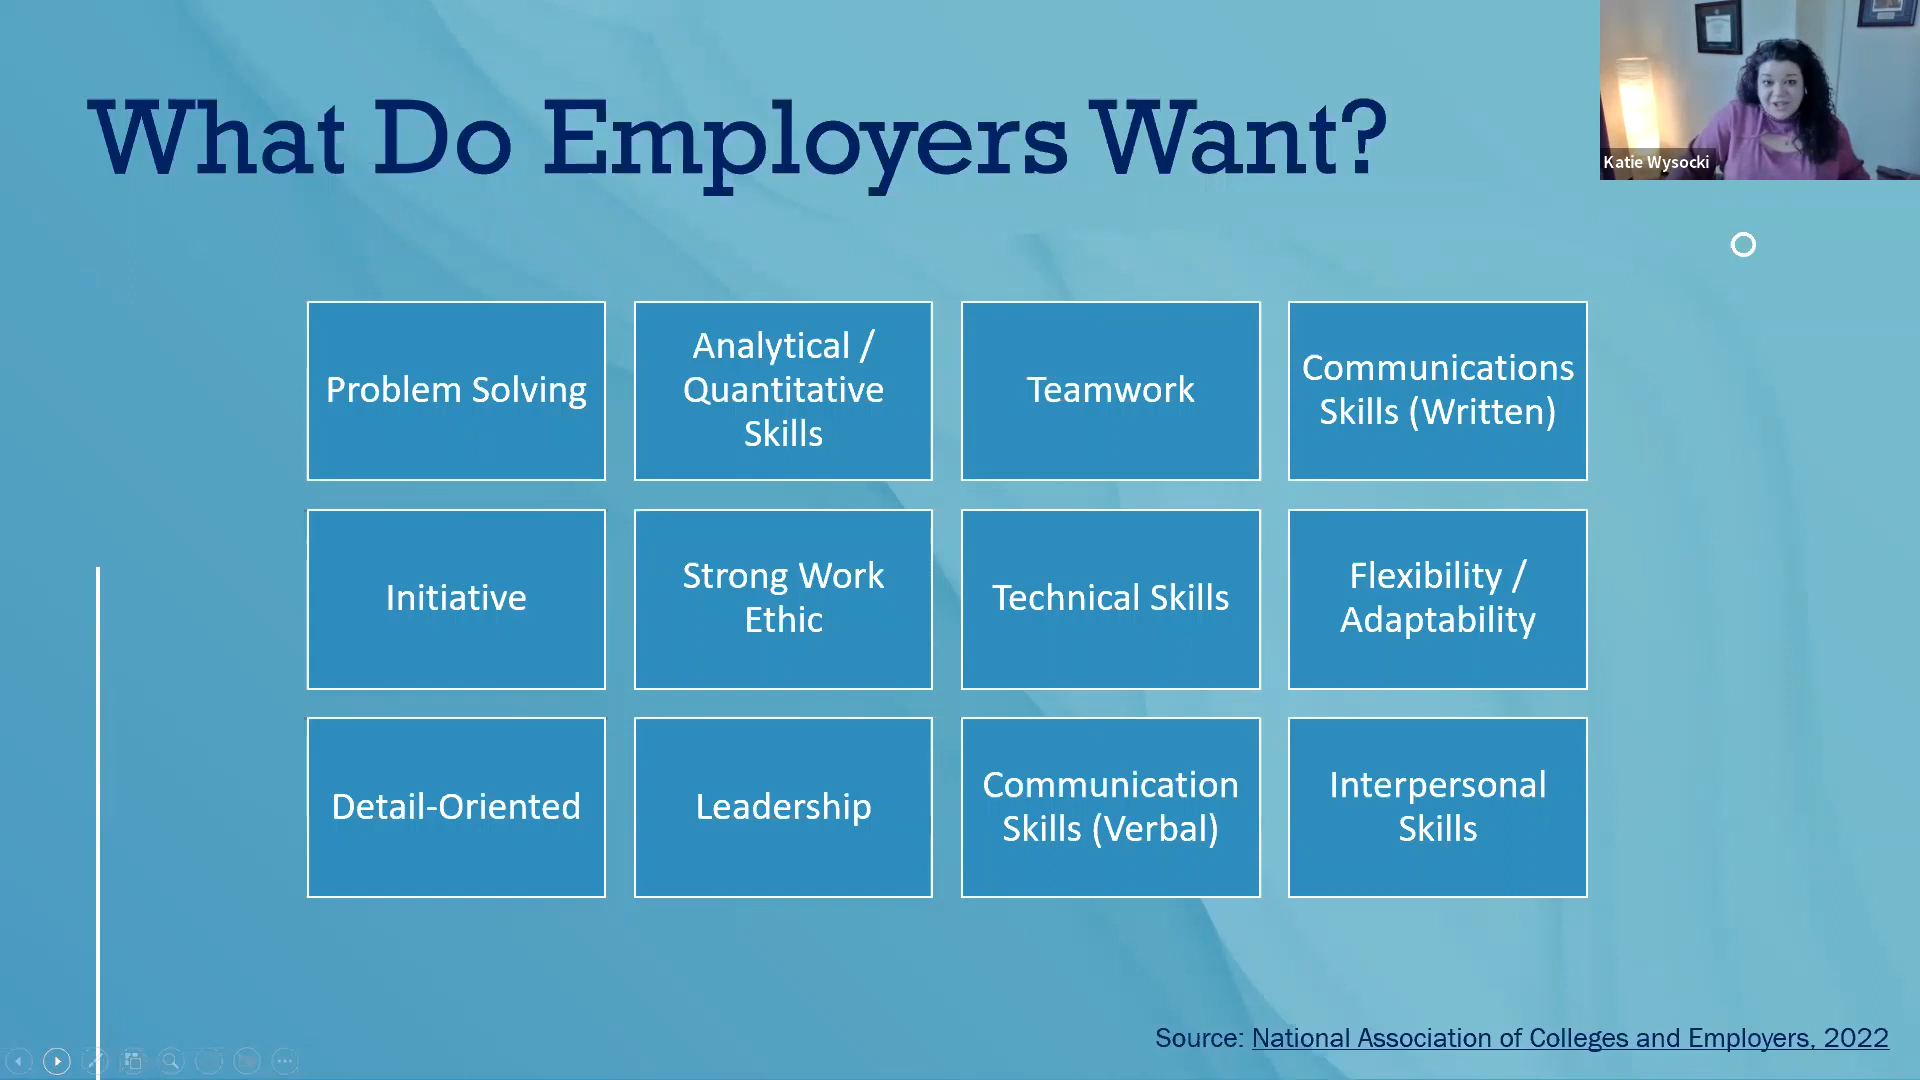 What Do Employers Want?
Katie Wysocki
Problem Solving
Analytical /
Quantitative
Skills
Teamwork
Communications
Skills (Written)
Initiative
Strong Work
Ethic
Technical Skills
Flexibility /
Adaptability
Detail-Oriented
Leadership
Communication
Skills (Verbal)
Interpersonal
Skills
Source: National Association of Colleges and Employers, 2022